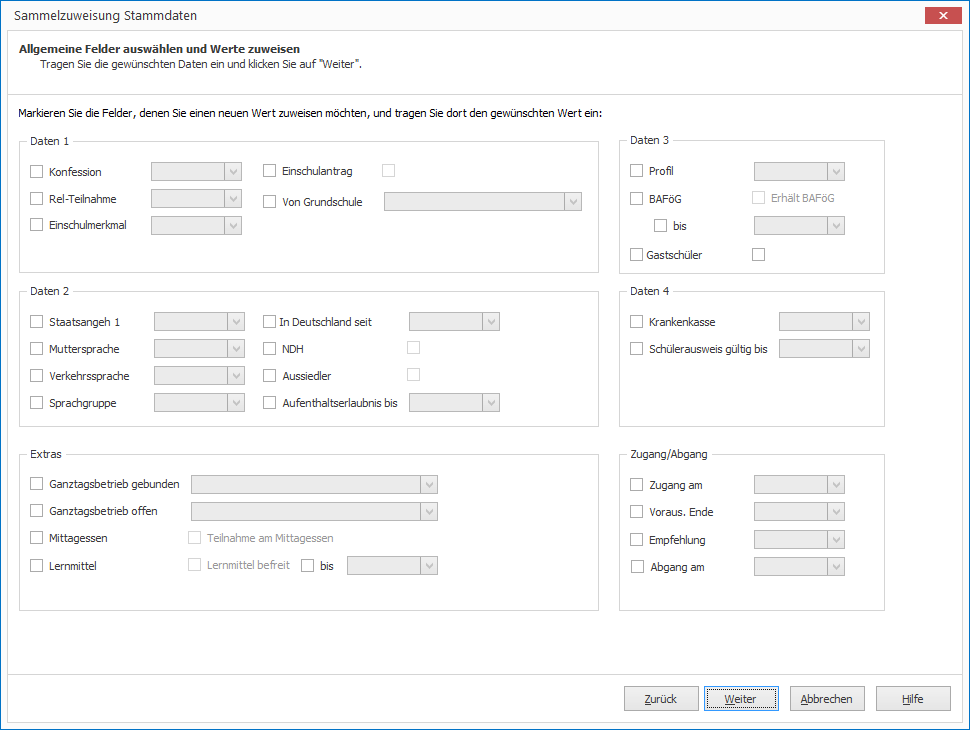 Sammelzuweisung Stammdaten
Allgemeine Felder auswählen und Werte zuweisen
Tragen Sie die gewünschten Daten ein und klicken Sie auf "Weiter".
Markieren Sie die Felder, denen Sie einen neuen Wert zuweisen möchten, und tragen Sie dort den gewünschten Wert ein:
Daten 1
Konfession
Einschulantrag
Rel-Teilnahme
Von Grundschule
Einschulmerkmal
Daten 3
Profil
BAFöG
Erhält BAFöG
bis
Gastschüler
Daten 2
Staatsangeh 1
In Deutschland seit
Muttersprache
NDH
Verkehrssprache
Aussiedler
Sprachgruppe
Aufenthaltserlaubnis bis
Daten 4
Krankenkasse
Schülerausweis gültig bis
Extras
Ganztagsbetrieb gebunden
Ganztagsbetrieb offen
Mittagessen
Teilnahme am Mittagessen
Lernmittel
Lernmittel befreit
bis
Zugang/Abgang
Zugang am
Voraus. Ende
Empfehlung
Abgang am
Zurück
Weiter
Abbrechen
Hilfe